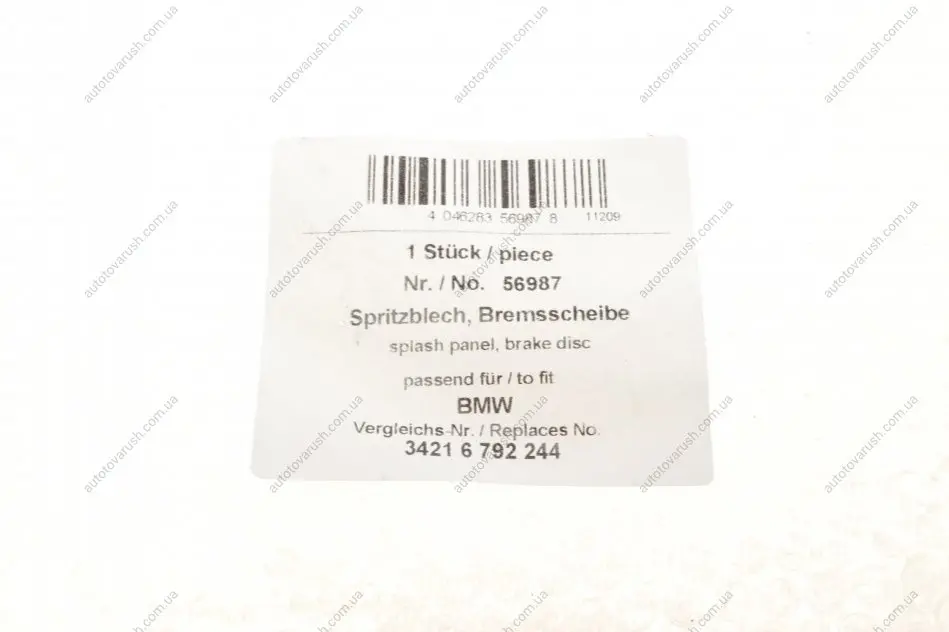 4 046283 56987 8 11209
1 Stück / piece
Nr. / No. 56987
Spritzblech, Bremsscheibe
splash panel, brake disc
passend für / to fit
BMW
Vergleichs-Nr. / Replaces No.
3421 6 792 244
autotovarush.com.ua